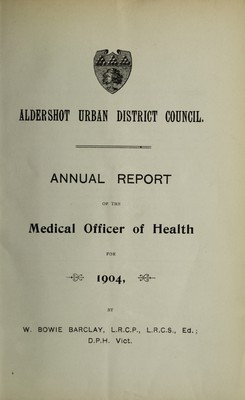 ALDERSHOT URBAN DISTRICT COUNCIL.
ANNUAL REPORT
OF THE
Medical Officer of Health
FOR
1904,
BY
W. BOWIE BARCLAY, L.R.C.P., L.R.C.S., Ed.;
D.P.H. Vict.